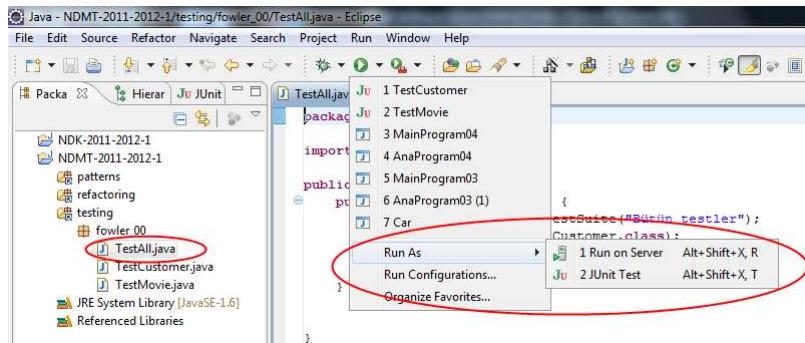 Java - NDMT-2011-2012-1/testing/fowler_00/TestAll.java - Eclipse
File Edit Source Refactor Navigate Search Project Run Window Help
Packa Hierar JUnit
TestAll.jav
NDK-2011-2012-1
NDMT-2011-2012-1
patterns
refactoring
testing
fowler_00
TestAll.java
TestCustomer.java
TestMovie.java
JRE System Library [JavaSE-1.6]
Referenced Libraries
packag
import
public
pu
{
estSuite("Bütün testler");
Customer.class);
}
}
1 TestCustomer
2 TestMovie
3 MainProgram04
4 AnaProgram04
5 MainProgram03
6 AnaProgram03 (1)
7 Car
Run As
Run Configurations...
Organize Favorites...
1 Run on Server Alt+Shift+X, R
2 JUnit Test Alt+Shift+X, T